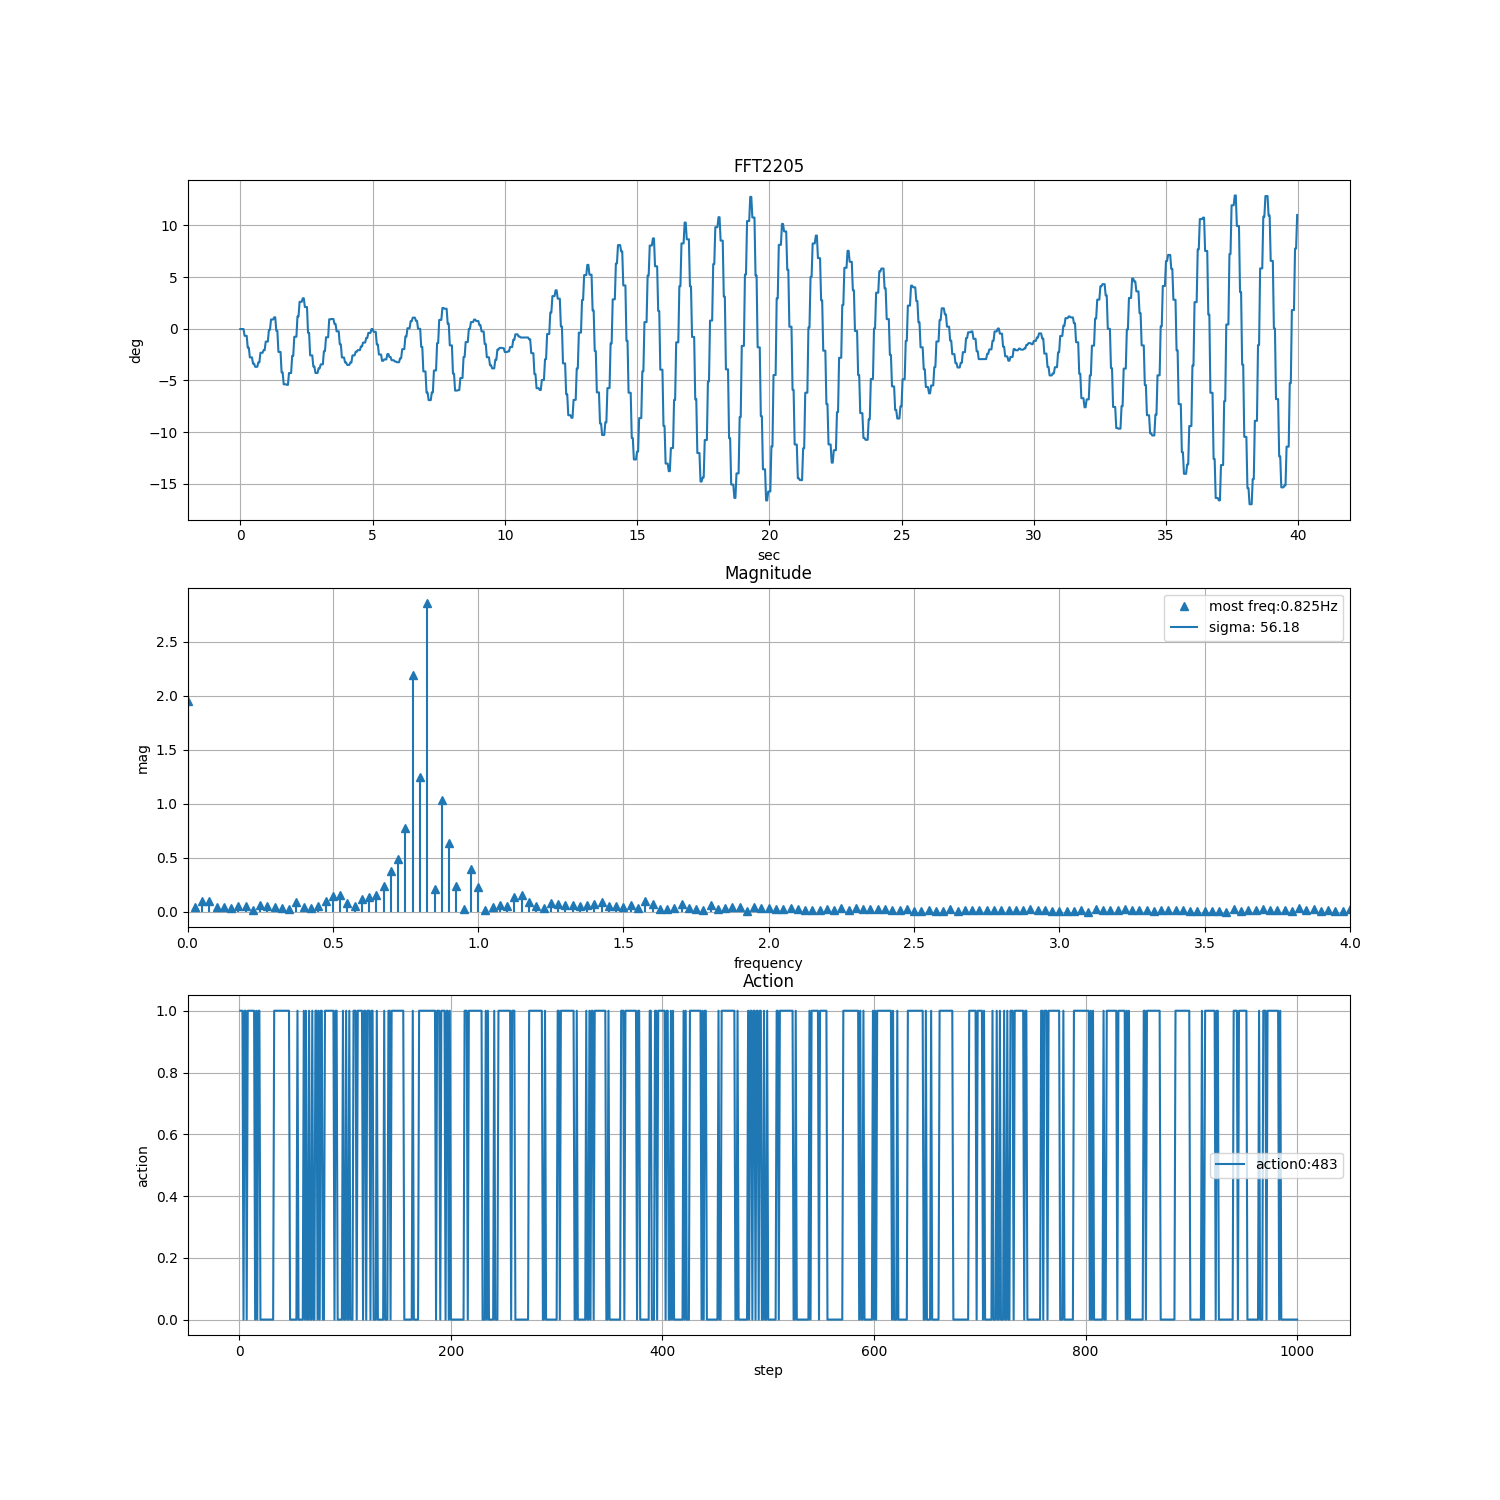 FFT2205
10
5
0
−5
−10
−15
deg
0 5 10 15 20 25 30 35 40
sec
Magnitude
most freq:0.825Hz
sigma: 56.18
2.5
2.0
1.5
1.0
0.5
0.0
mag
0.0 0.5 1.0 1.5 2.0 2.5 3.0 3.5 4.0
frequency
Action
1.0
0.8
0.6
0.4
0.2
0.0
action
action0:483
0 200 400 600 800 1000
step